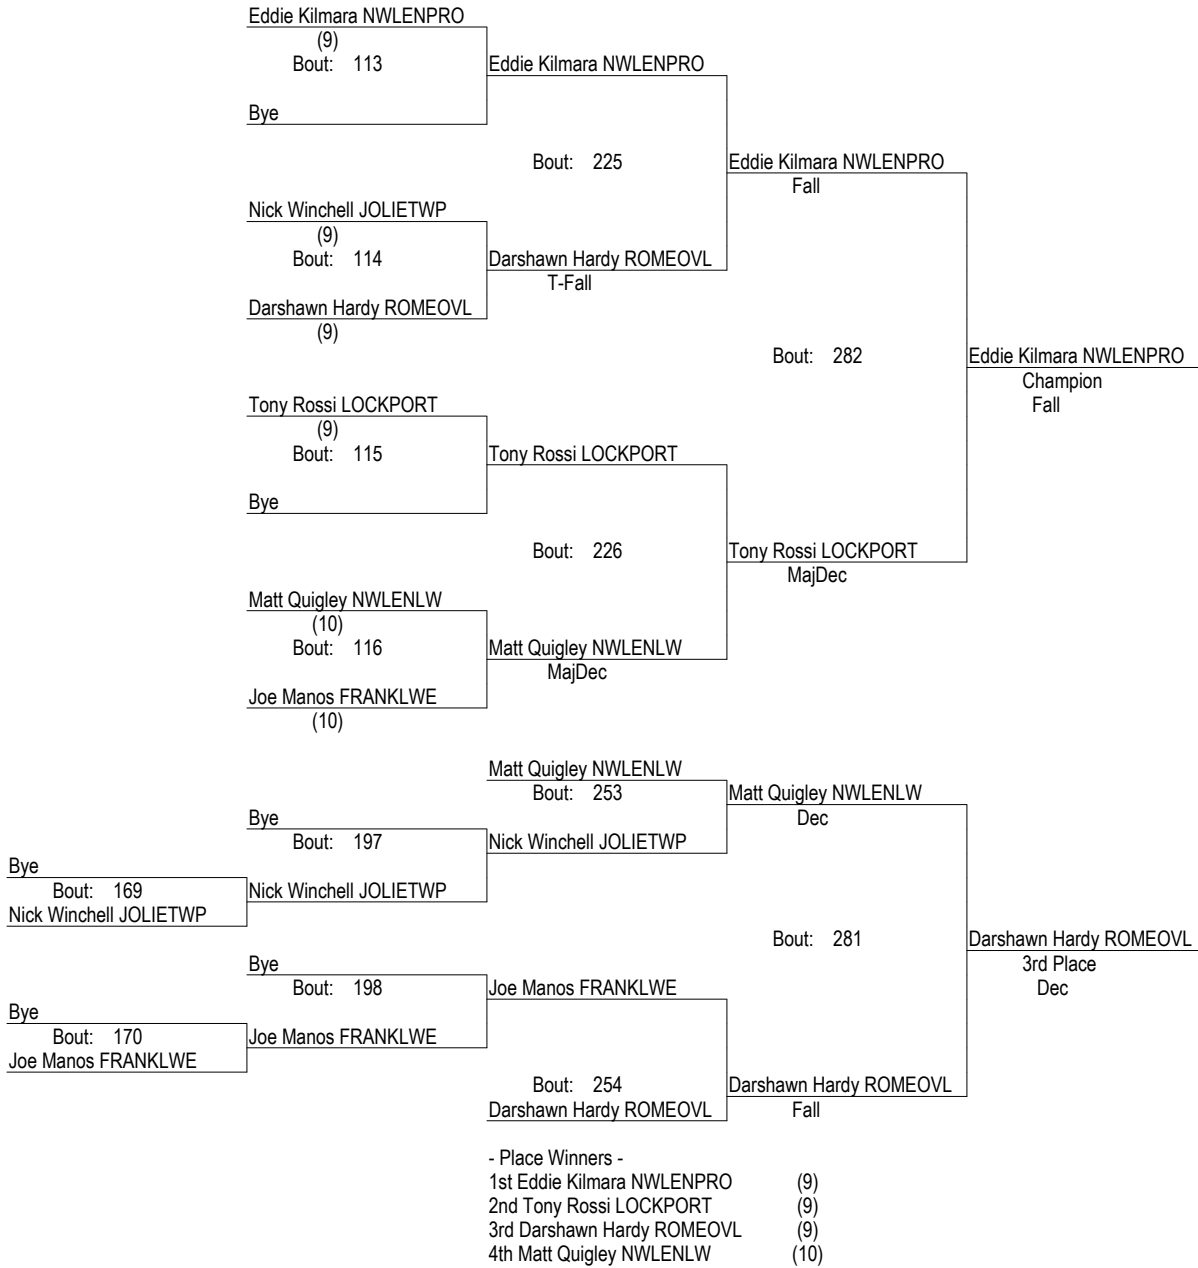 Eddie Kilmara NWLENPRO
(9)
Bout: 113
Eddie Kilmara NWLENPRO
Bye
Bout: 225
Eddie Kilmara NWLENPRO
Fall
Nick Winchell JOLIETWP
(9)
Bout: 114
Darshawn Hardy ROMEOVL
T-Fall
Darshawn Hardy ROMEOVL
(9)
Bout: 282
Eddie Kilmara NWLENPRO
Champion
Fall
Tony Rossi LOCKPORT
(9)
Bout: 115
Tony Rossi LOCKPORT
Bye
Bout: 226
Tony Rossi LOCKPORT
MajDec
Matt Quigley NWLENLW
(10)
Bout: 116
Matt Quigley NWLENLW
MajDec
Joe Manos FRANKLWE
(10)
Matt Quigley NWLENLW
Bout: 253
Matt Quigley NWLENLW
Dec
Bye
Bout: 197
Nick Winchell JOLIETWP
Bye
Bout: 169
Nick Winchell JOLIETWP
Nick Winchell JOLIETWP
Bout: 281
Darshawn Hardy ROMEOVL
3rd Place
Dec
Bye
Bout: 198
Joe Manos FRANKLWE
Bye
Bout: 170
Joe Manos FRANKLWE
Joe Manos FRANKLWE
Bout: 254
Darshawn Hardy ROMEOVL
Fall
Darshawn Hardy ROMEOVL
- Place Winners -
1st Eddie Kilmara NWLENPRO (9)
2nd Tony Rossi LOCKPORT (9)
3rd Darshawn Hardy ROMEOVL (9)
4th Matt Quigley NWLENLW (10)